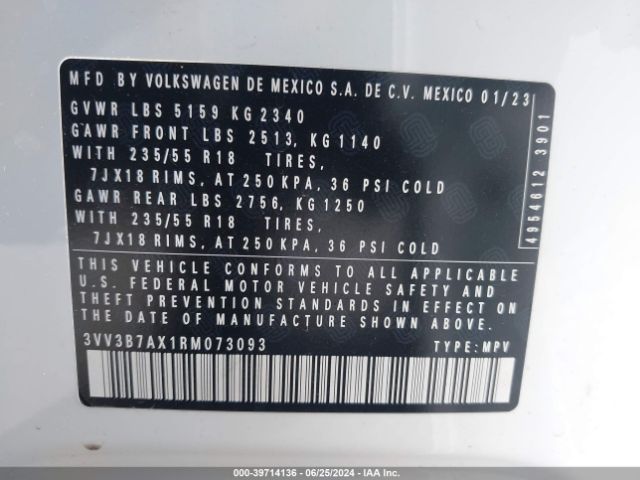 MFD BY VOLKSWAGEN DE MEXICO S.A. DE C.V. MEXICO 01/23
GVWR LBS 5159 KG 2340
GAWR FRONT LBS 2513, KG 1140
WITH 235/55 R18 TIRES,
7JX18 RIMS, AT 250 KPA, 36 PSI COLD
GAWR REAR LBS 2756, KG 1250
WITH 235/55 R18 TIRES,
7JX18 RIMS, AT 250 KPA, 36 PSI COLD
THIS VEHICLE CONFORMS TO ALL APPLICABLE
U.S. FEDERAL MOTOR VEHICLE SAFETY AND
THEFT PREVENTION STANDARDS IN EFFECT ON
THE DATE OF MANUFACTURE SHOWN ABOVE.
3VV3B7AX1RM073093 TYPE: MPV
4954612 3901
000-39714136 - 06/25/2024 - IAAI.COM